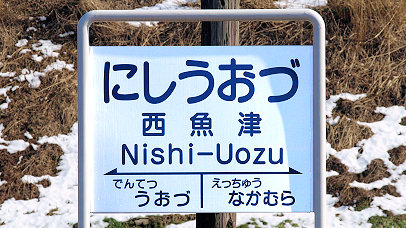 にしうおづ
西魚津
Nishi-Uozu
でんてつ えっちゅう
うおづ なかむら